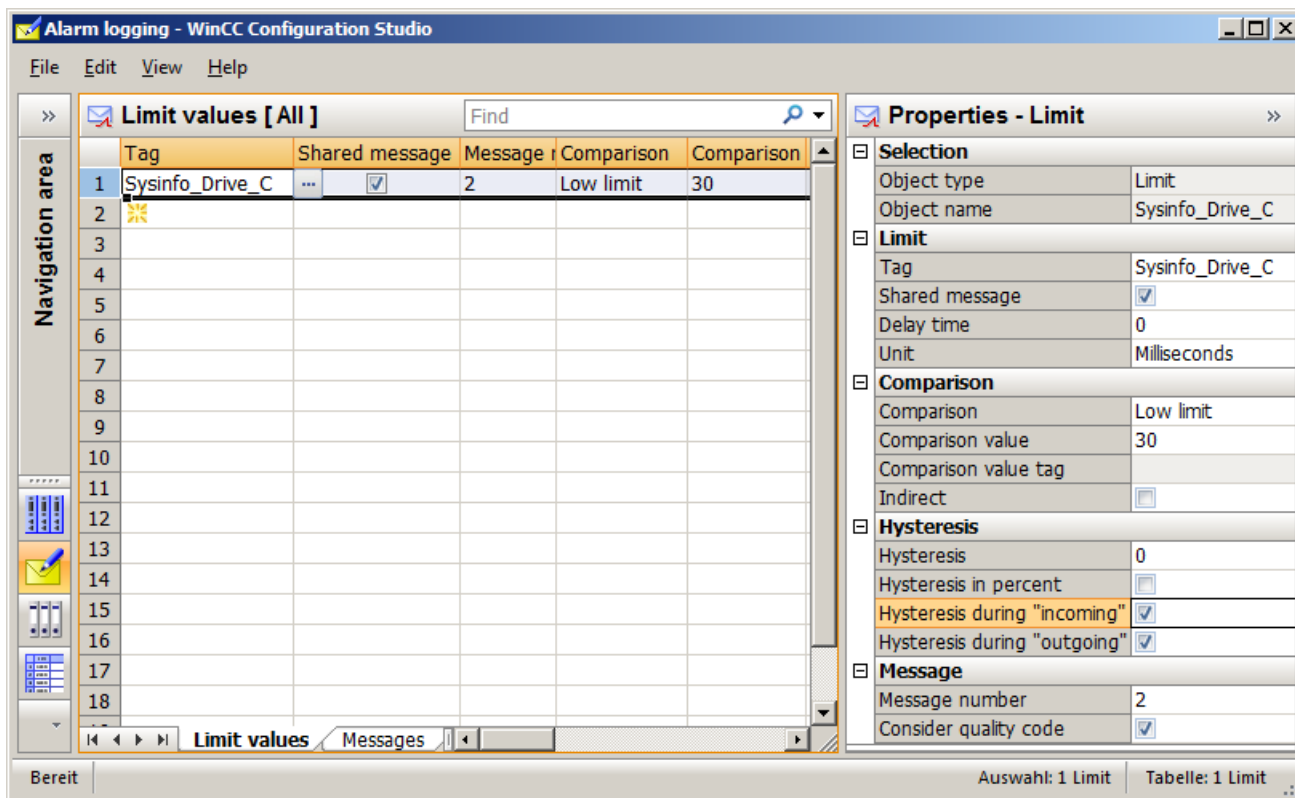 Alarm logging - WinCC Configuration Studio
File Edit View Help
Limit values [ All ] Find
Properties - Limit
Navigation area
Tag Shared message Message Comparison Comparison
1 Sysinfo_Drive_C ... 2 Low limit 30
2
3
4
5
6
7
8
9
10
11
12
13
14
15
16
17
18
Limit values Messages
Selection
Object type Limit
Object name Sysinfo_Drive_C
Limit
Tag Sysinfo_Drive_C
Shared message
Delay time 0
Unit Milliseconds
Comparison
Comparison Low limit
Comparison value 30
Comparison value tag
Indirect
Hysteresis
Hysteresis 0
Hysteresis in percent
Hysteresis during "incoming"
Hysteresis during "outgoing"
Message
Message number 2
Consider quality code
Bereit Auswahl: 1 Limit Tabelle: 1 Limit